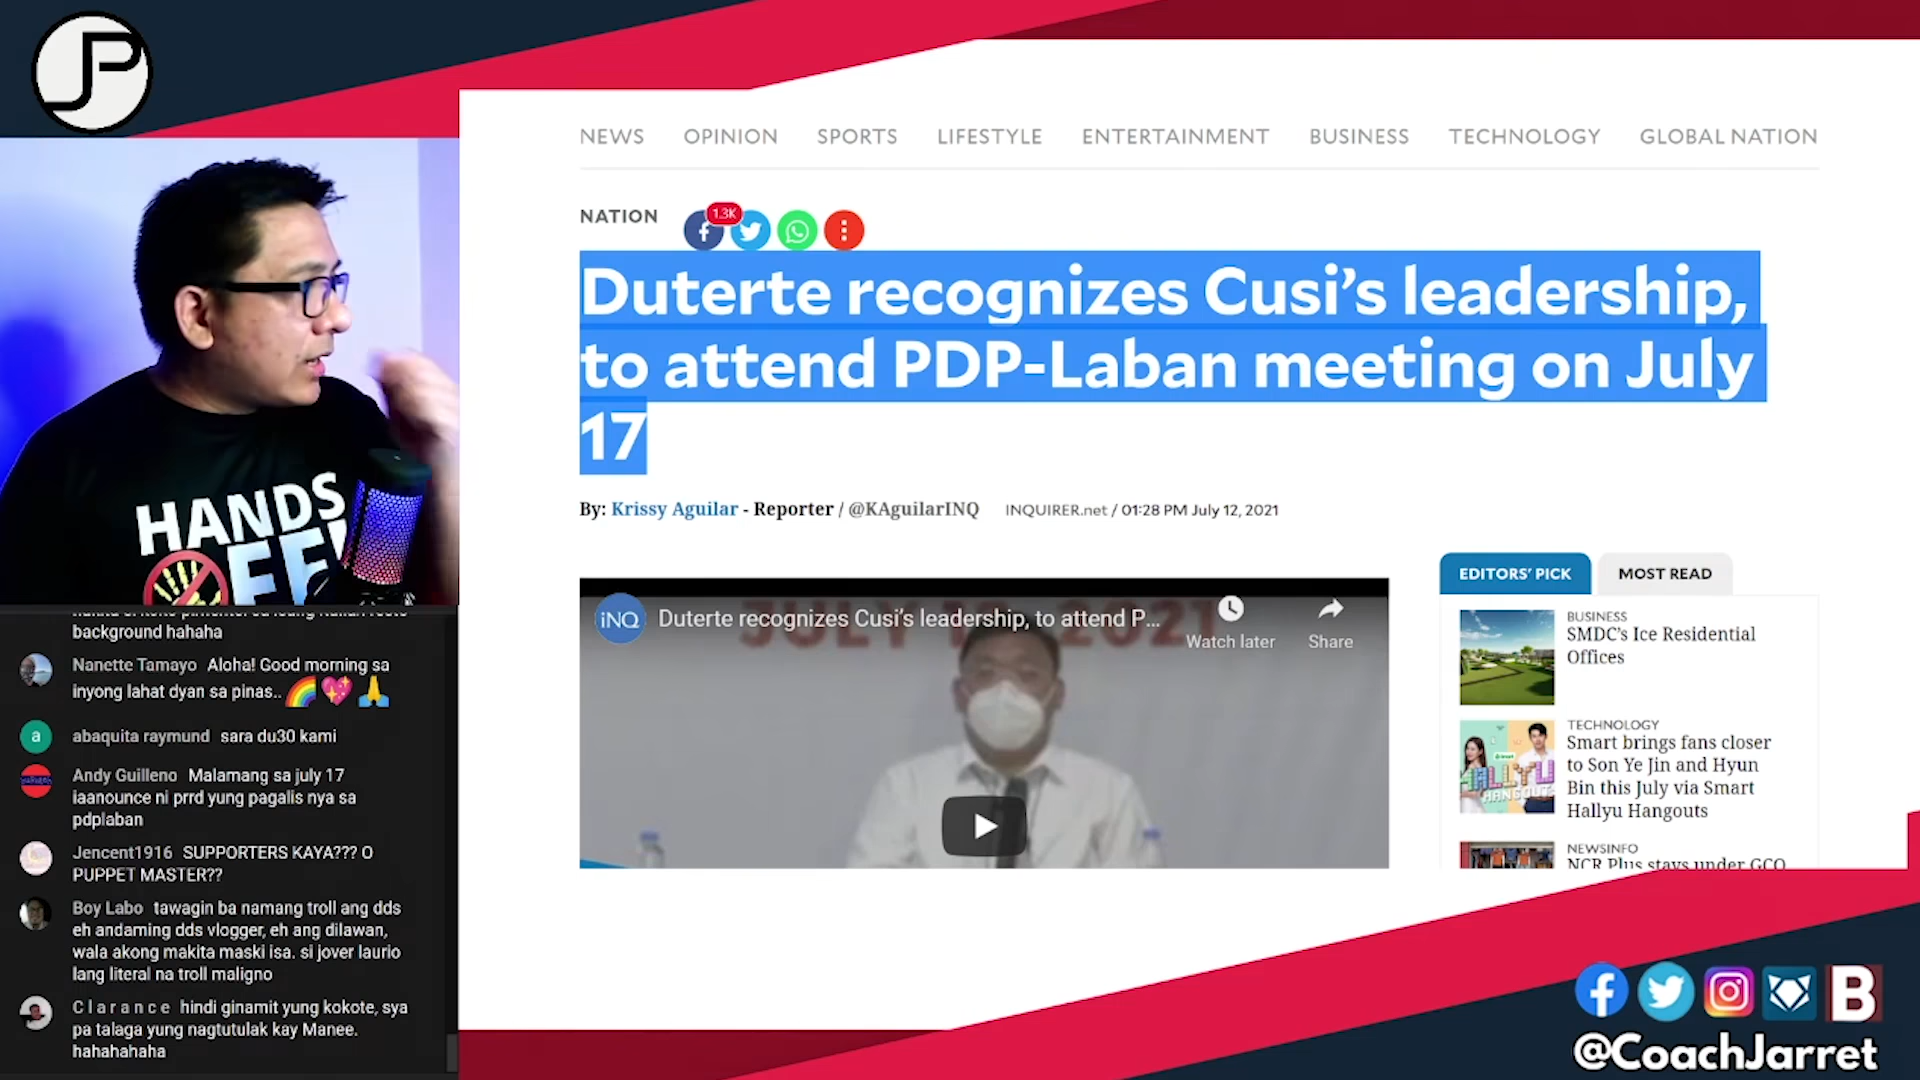 JP
NEWS OPINION SPORTS LIFESTYLE ENTERTAINMENT BUSINESS TECHNOLOGY GLOBAL NATION
NATION
1.3K
Duterte recognizes Cusi's leadership,
to attend PDP-Laban meeting on July
17
By: Krissy Aguilar - Reporter / @KAguilarINQ INQUIRER.net / 01:28 PM July 12, 2021
HANDS
OFF
INQ
Duterte recognizes Cusi's leadership, to attend P...
Watch later
Share
EDITORS' PICK
MOST READ
BUSINESS
SMDC's Ice Residential
Offices
TECHNOLOGY
Smart brings fans closer
to Son Ye Jin and Hyun
Bin this July via Smart
Hallyu Hangouts
NEWSINFO
NCR Plus stays under GCQ
background hahaha
Nanette Tamayo Aloha! Good morning sa
inyong lahat dyan sa pinas..
a
abaquita raymund sara du30 kami
Andy Guilleno Malamang sa july 17
iaanounce ni prrd yung pagalis nya sa
pdplaban
Jencent1916 SUPPORTERS KAYA??? O
PUPPET MASTER??
Boy Labo tawagin ba namang troll ang dds
eh andaming dds vlogger, eh ang dilawan,
wala akong makita maski isa. si jover laurio
lang literal na troll maligno
C l a r a n c e hindi ginamit yung kokote, sya
pa talaga yung nagtutulak kay Manee.
hahahahaha
B
@CoachJarret